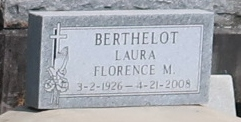 BERTHELOT
LAURA
FLORENCE M.
3-2-1926 - 4-21-2008